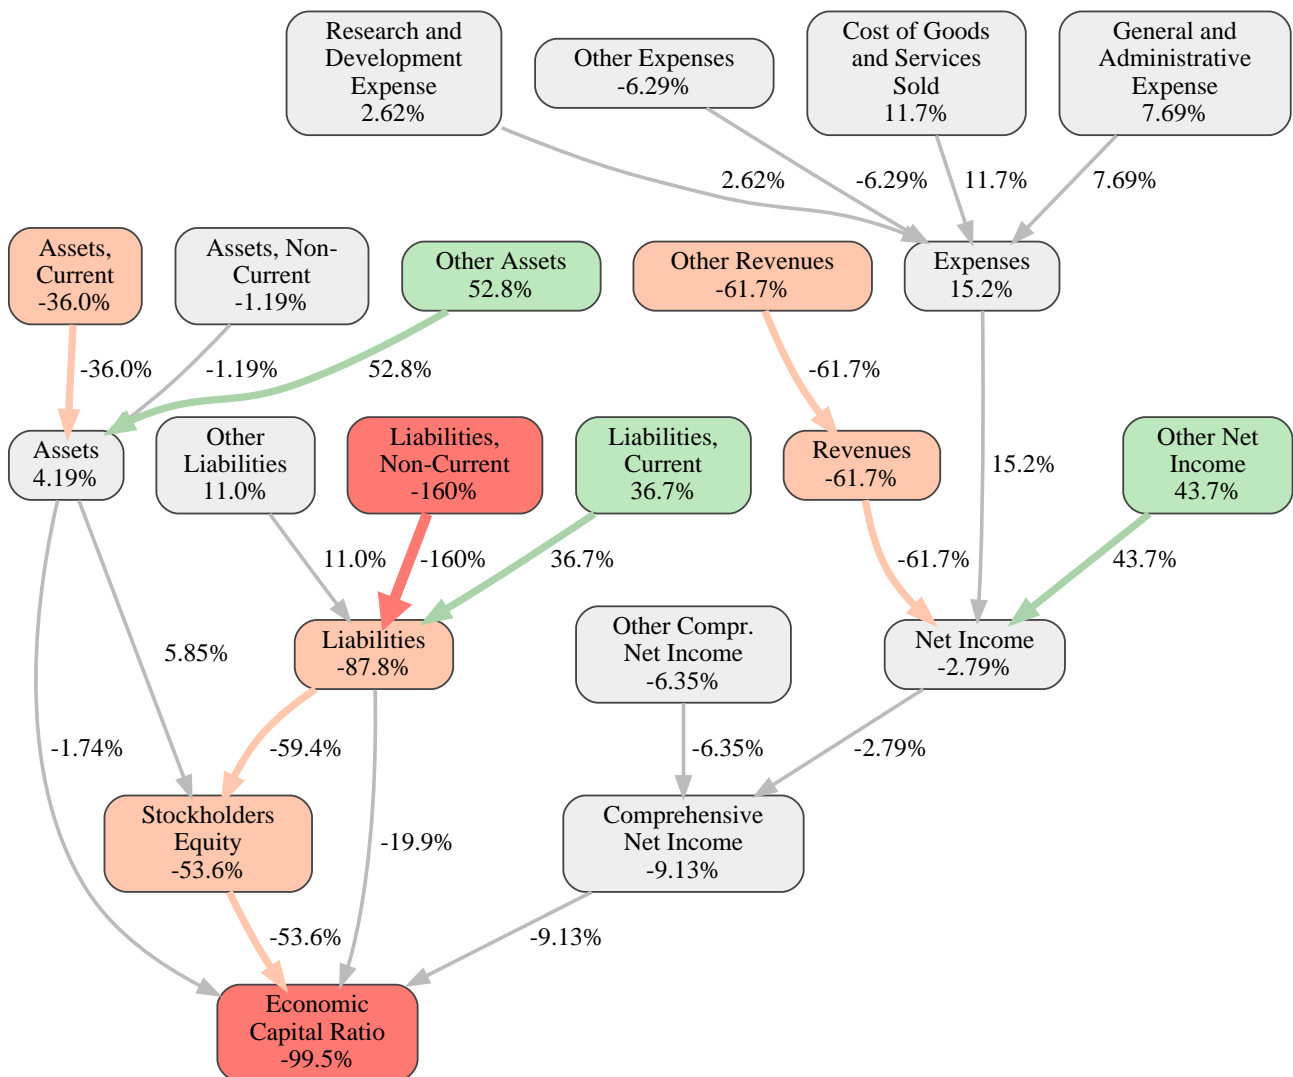 Research and
Development
Expense
2.62%
Other Expenses
-6.29%
Cost of Goods
and Services
Sold
11.7%
General and
Administrative
Expense
7.69%
2.62%
-6.29%
11.7%
7.69%
Assets,
Current
-36.0%
Assets, Non-
Current
-1.19%
Other Assets
52.8%
Other Revenues
-61.7%
Expenses
15.2%
-36.0%
-1.19%
52.8%
-61.7%
15.2%
Assets
4.19%
Other
Liabilities
11.0%
Liabilities,
Non-Current
-160%
Liabilities,
Current
36.7%
Revenues
-61.7%
Other Net
Income
43.7%
11.0%
-160%
36.7%
-61.7%
43.7%
5.85%
Liabilities
-87.8%
Other Compr.
Net Income
-6.35%
Net Income
-2.79%
-1.74%
-59.4%
-6.35%
-2.79%
Stockholders
Equity
-53.6%
-19.9%
Comprehensive
Net Income
-9.13%
-53.6%
-9.13%
Economic
Capital Ratio
-99.5%